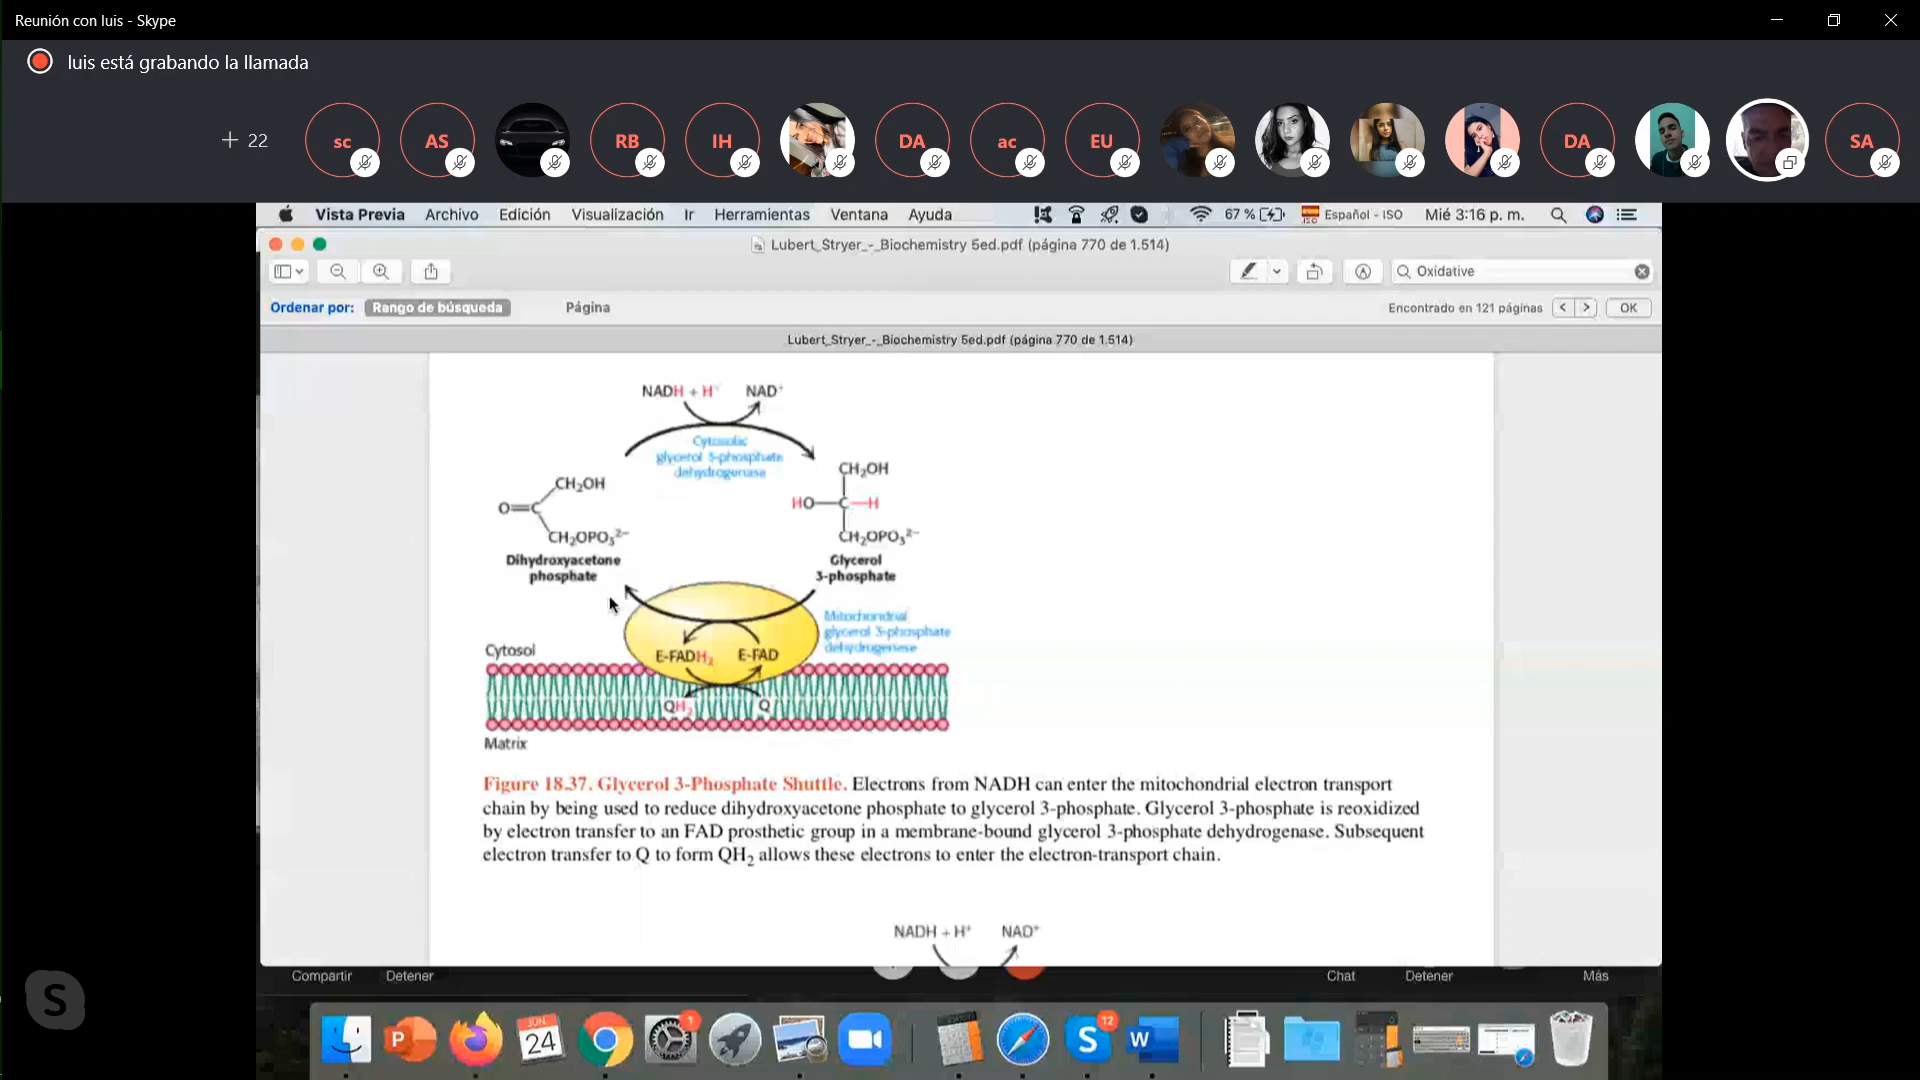 Reunión con luis - Skype
luis está grabando la llamada
+ 22
sc
AS
RB
IH
DA
ac
EU
DA
SA
Vista Previa Archivo Edición Visualización Ir Herramientas Ventana Ayuda
67 % Español - ISO Mié 3:16 p. m.
Lubert_Stryer_-_Biochemistry 5ed.pdf (página 770 de 1.514)
Oxidative
Ordenar por: Rango de búsqueda Página
Encontrado en 121 páginas < > OK
Lubert_Stryer_-_Biochemistry 5ed.pdf (página 770 de 1.514)
NADH + H⁺ NAD⁺
Cytosolic
glycerol 3-phosphate
dehydrogenase
CH₂OH
O=C
CH₂OPO₃²⁻
Dihydroxyacetone
phosphate
CH₂OH
HO—C—H
CH₂OPO₃²⁻
Glycerol
3-phosphate
Mitochondrial
glycerol 3-phosphate
dehydrogenase
Cytosol
E-FADH₂ E-FAD
QH₂ Q
Matrix
Figure 18.37. Glycerol 3-Phosphate Shuttle. Electrons from NADH can enter the mitochondrial electron transport
chain by being used to reduce dihydroxyacetone phosphate to glycerol 3-phosphate. Glycerol 3-phosphate is reoxidized
by electron transfer to an FAD prosthetic group in a membrane-bound glycerol 3-phosphate dehydrogenase. Subsequent
electron transfer to Q to form QH₂ allows these electrons to enter the electron-transport chain.
NADH + H⁺ NAD⁺
Compartir Detener
Chat Detener Más
S
P
JUN
24
1
S
12
W